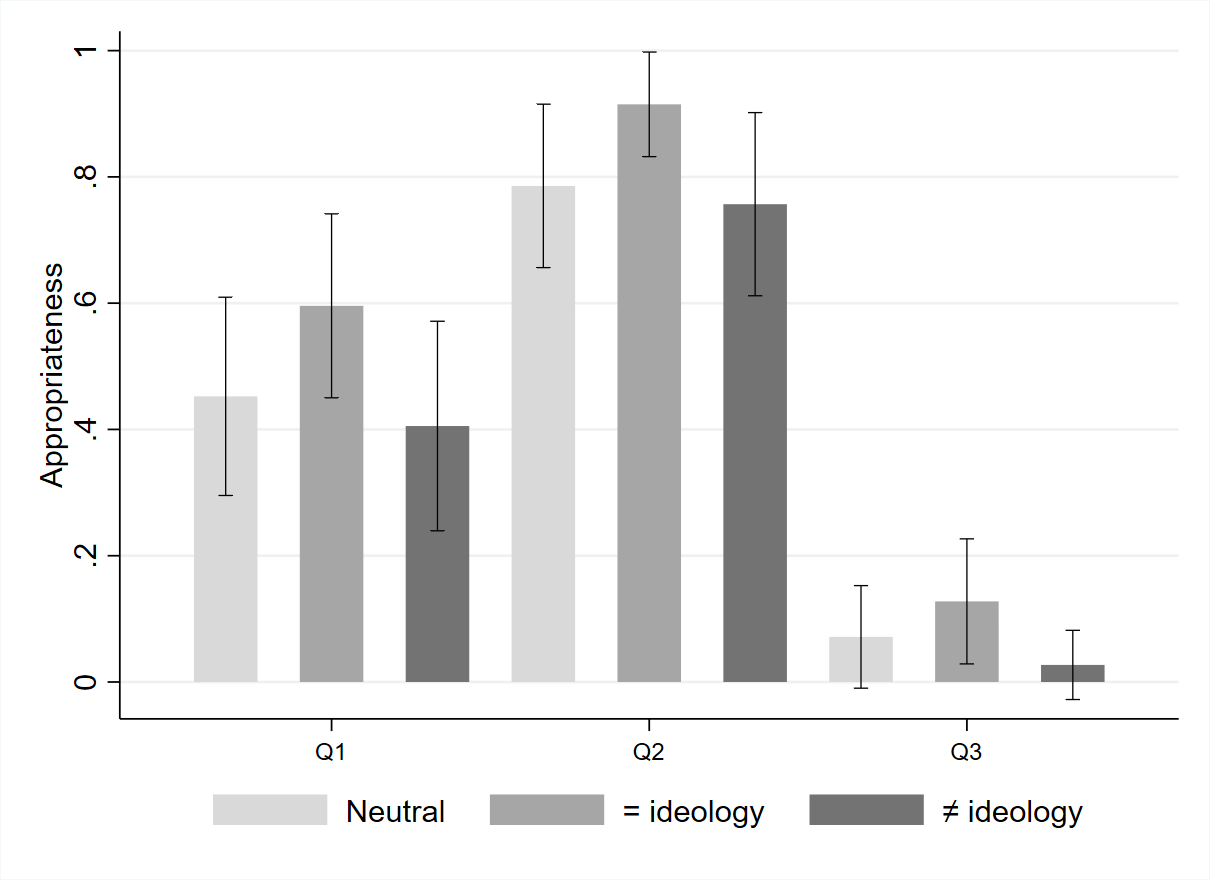 Appropriateness
1
.8
.6
.4
.2
0
Q1 Q2 Q3
Neutral = ideology ≠ ideology